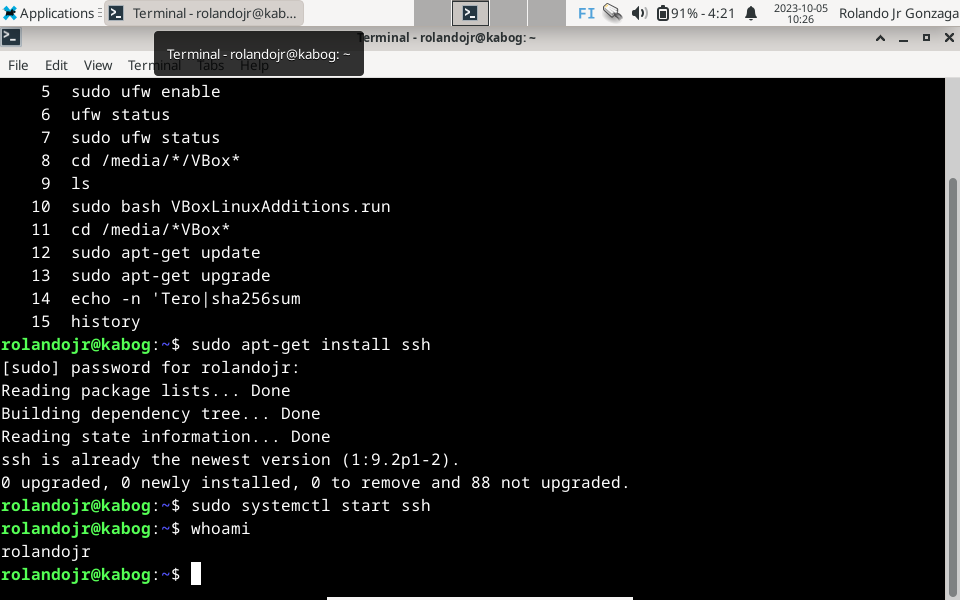 Applications
Terminal - rolandojr@kab...
FI
91% - 4:21
2023-10-05
10:26
Rolando Jr Gonzaga
Terminal - rolandojr@kabog: ~
Terminal - rolandojr@kabog: ~
File Edit View Terminal Tabs Help
5 sudo ufw enable
6 ufw status
7 sudo ufw status
8 cd /media/*/VBox*
9 ls
10 sudo bash VBoxLinuxAdditions.run
11 cd /media/*VBox*
12 sudo apt-get update
13 sudo apt-get upgrade
14 echo -n 'Tero|sha256sum
15 history
rolandojr@kabog:~$ sudo apt-get install ssh
[sudo] password for rolandojr:
Reading package lists... Done
Building dependency tree... Done
Reading state information... Done
ssh is already the newest version (1:9.2p1-2).
0 upgraded, 0 newly installed, 0 to remove and 88 not upgraded.
rolandojr@kabog:~$ sudo systemctl start ssh
rolandojr@kabog:~$ whoami
rolandojr
rolandojr@kabog:~$